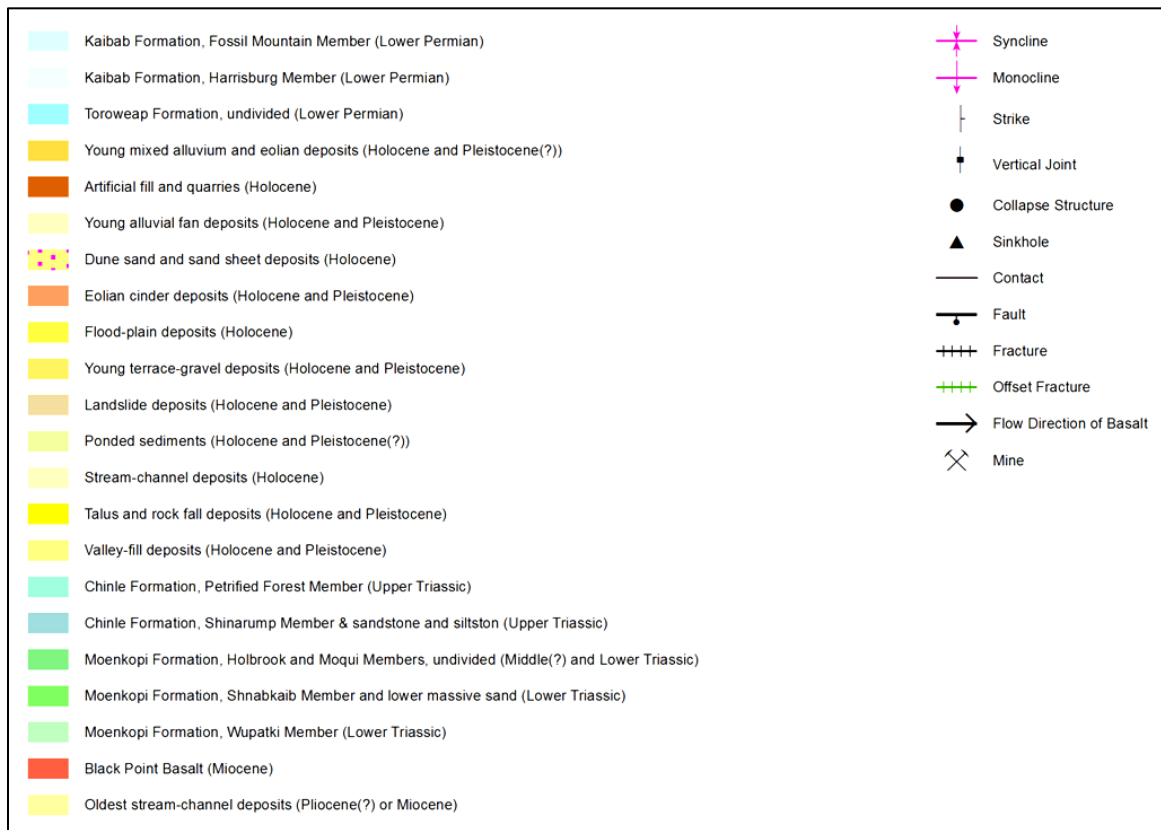 Kaibab Formation, Fossil Mountain Member (Lower Permian)
Kaibab Formation, Harrisburg Member (Lower Permian)
Toroweap Formation, undivided (Lower Permian)
Young mixed alluvium and eolian deposits (Holocene and Pleistocene(?))
Artificial fill and quarries (Holocene)
Young alluvial fan deposits (Holocene and Pleistocene)
Dune sand and sand sheet deposits (Holocene)
Eolian cinder deposits (Holocene and Pleistocene)
Flood-plain deposits (Holocene)
Young terrace-gravel deposits (Holocene and Pleistocene)
Landslide deposits (Holocene and Pleistocene)
Ponded sediments (Holocene and Pleistocene(?))
Stream-channel deposits (Holocene)
Talus and rock fall deposits (Holocene and Pleistocene)
Valley-fill deposits (Holocene and Pleistocene)
Chinle Formation, Petrified Forest Member (Upper Triassic)
Chinle Formation, Shinarump Member & sandstone and siltston (Upper Triassic)
Moenkopi Formation, Holbrook and Moqui Members, undivided (Middle(?) and Lower Triassic)
Moenkopi Formation, Shnabkaib Member and lower massive sand (Lower Triassic)
Moenkopi Formation, Wupatki Member (Lower Triassic)
Black Point Basalt (Miocene)
Oldest stream-channel deposits (Pliocene(?) or Miocene)
Syncline
Monocline
Strike
Vertical Joint
Collapse Structure
Sinkhole
Contact
Fault
Fracture
Offset Fracture
Flow Direction of Basalt
Mine